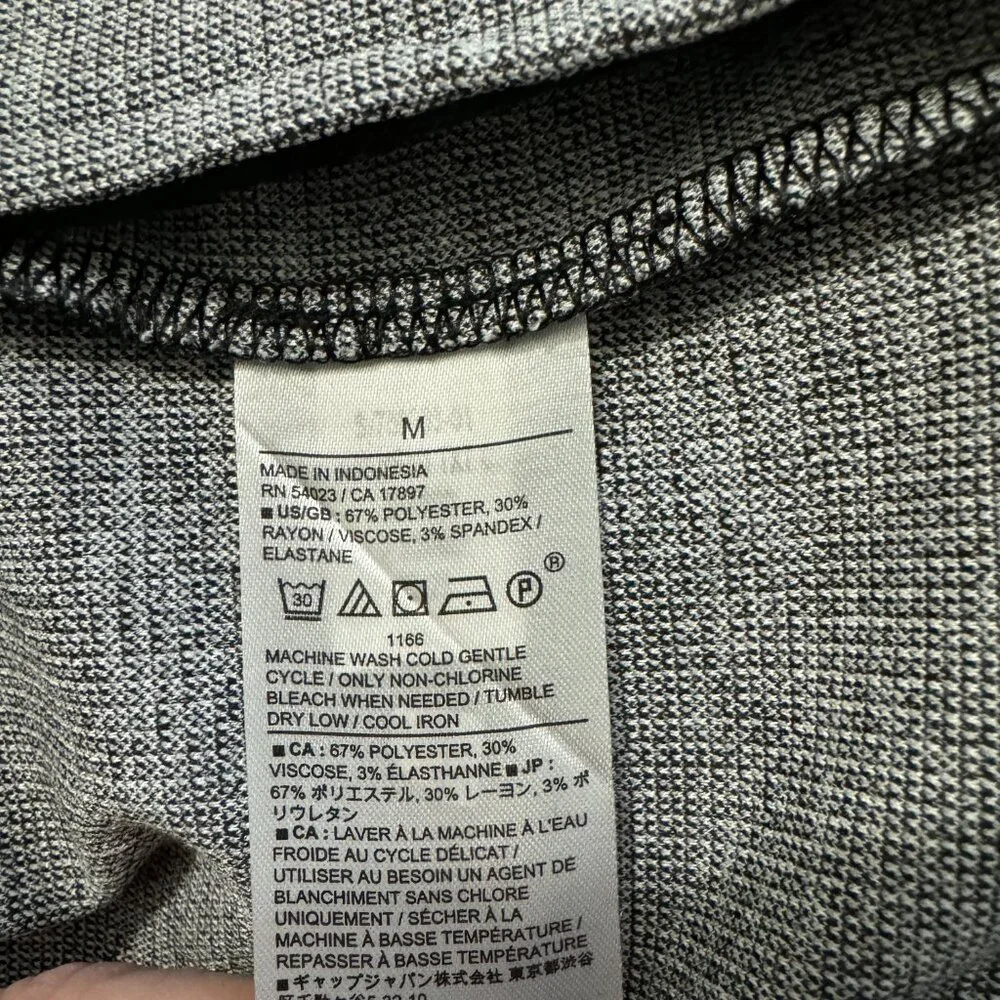 M
MADE IN INDONESIA
RN 54023 / CA 17897
■ US/GB : 67% POLYESTER, 30%
RAYON / VISCOSE, 3% SPANDEX /
ELASTANE
30 P ®
1166
MACHINE WASH COLD GENTLE
CYCLE / ONLY NON-CHLORINE
BLEACH WHEN NEEDED / TUMBLE
DRY LOW / COOL IRON
■ CA : 67% POLYESTER, 30%
VISCOSE, 3% ÉLASTHANNE ■ JP :
67% ポリエステル, 30% レーヨン, 3% ポ
リウレタン
■ CA : LAVER À LA MACHINE À L'EAU
FROIDE AU CYCLE DÉLICAT /
UTILISER AU BESOIN UN AGENT DE
BLANCHIMENT SANS CHLORE
UNIQUEMENT / SÉCHER À LA
MACHINE À BASSE TEMPÉRATURE /
REPASSER À BASSE TEMPÉRATURE
■ ギャップジャパン株式会社 東京都渋谷